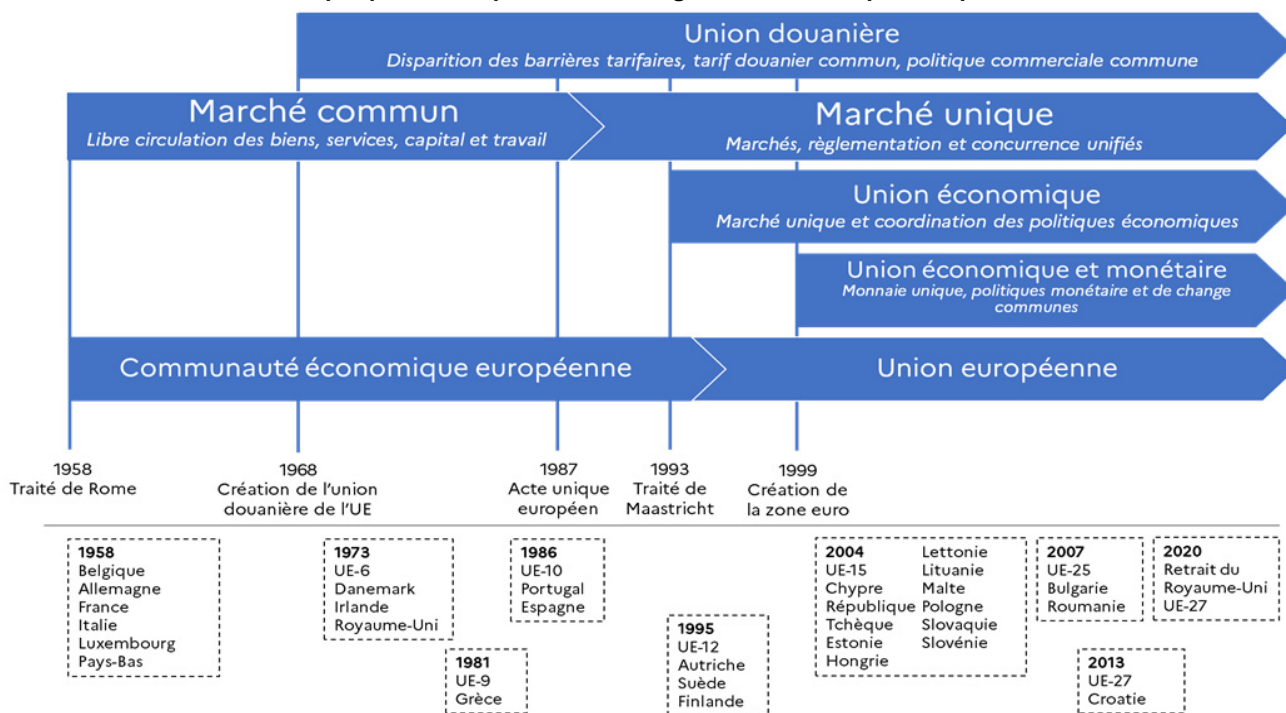 Union douanière
Disparition des barrières tarifaires, tarif douanier commun, politique commerciale commune
Marché commun
Libre circulation des biens, services, capital et travail
Marché unique
Marchés, règlementation et concurrence unifiés
Union économique
Marché unique et coordination des politiques économiques
Union économique et monétaire
Monnaie unique, politiques monétaire et de change
communes
Communauté économique européenne
Union européenne
1958
Traité de Rome
1968
Création de l'union
douanière de l'UE
1987
Acte unique
européen
1993
Traité de
Maastricht
1999
Création de
la zone euro
1958
Belgique
Allemagne
France
Italie
Luxembourg
Pays-Bas
1973
UE-6
Danemark
Irlande
Royaume-Uni
1981
UE-9
Grèce
1986
UE-10
Portugal
Espagne
1995
UE-12
Autriche
Suède
Finlande
2004
UE-15
Chypre
République
Tchèque
Estonie
Hongrie
Lettonie
Lituanie
Malte
Pologne
Slovaquie
Slovénie
2007
UE-25
Bulgarie
Roumanie
2013
UE-27
Croatie
2020
Retrait du
Royaume-Uni
UE-27